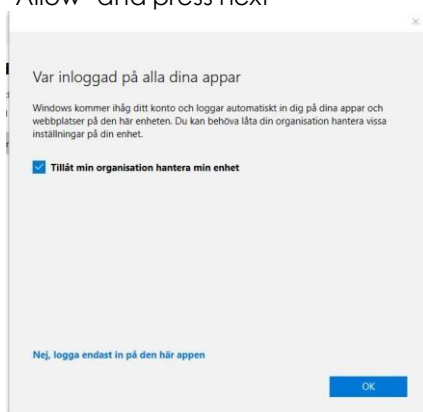 Allow" and press next
Var inloggad på alla dina appar
Windows kommer ihåg ditt konto och loggar automatiskt in dig på dina appar och
webbplatser på den här enheten. Du kan behöva låta din organisation hantera vissa
inställningar på din enhet.
Tillåt min organisation hantera min enhet
Nej, logga endast in på den här appen
OK